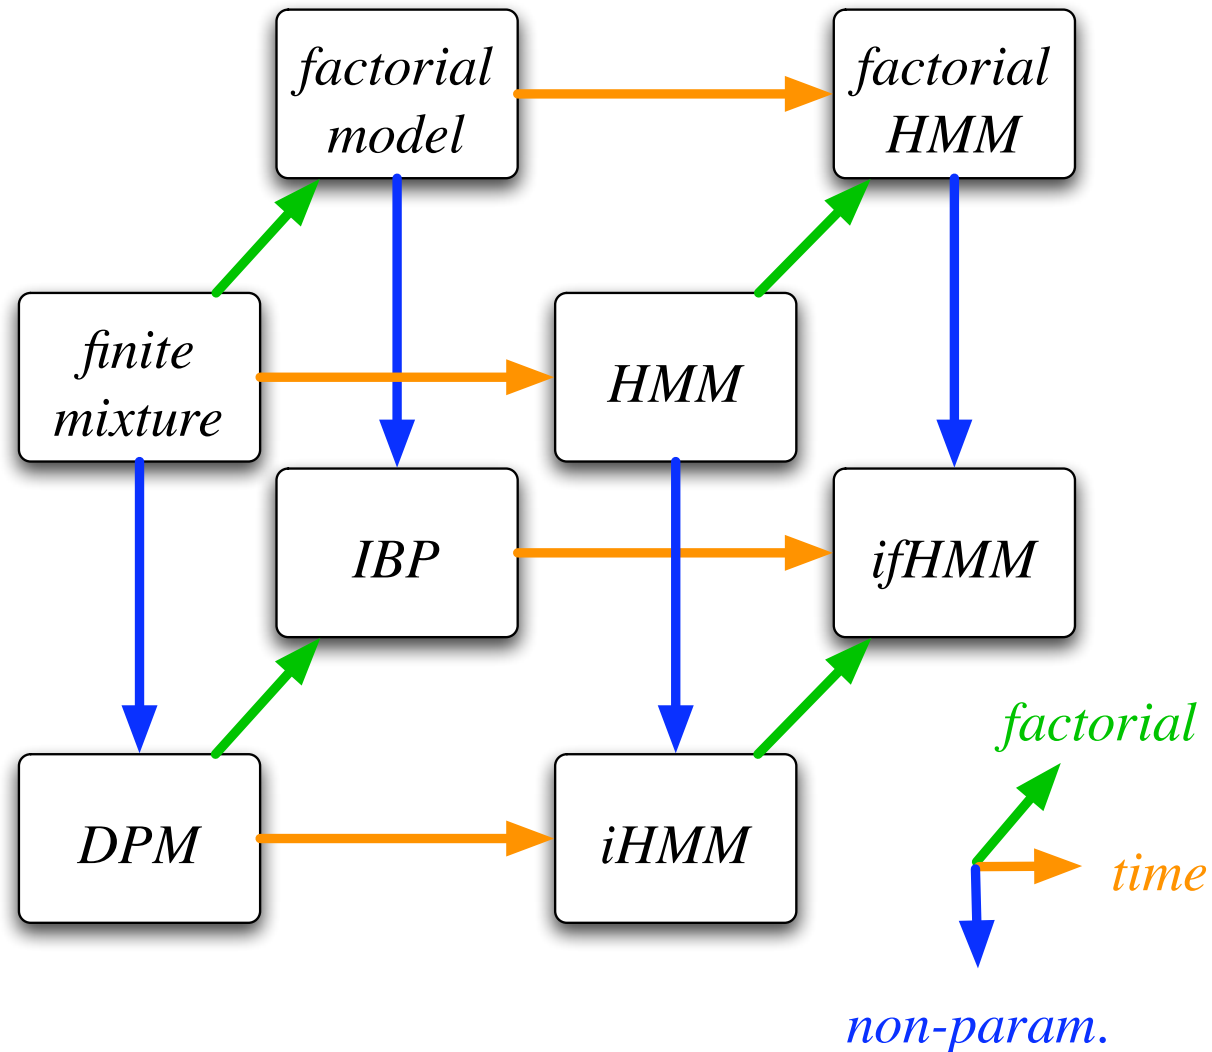 factorial
model
factorial
HMM
finite
mixture
HMM
IBP
ifHMM
DPM
iHMM
factorial
time
non-param.